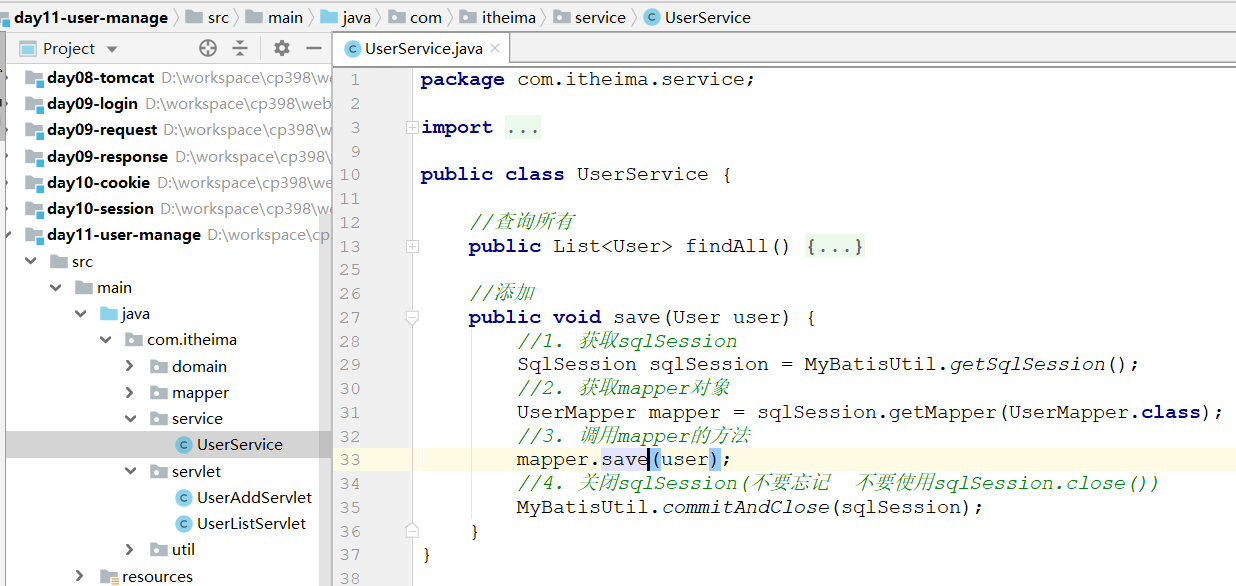 day11-user-manage src main java com itheima service UserService
Project
UserService.java
day08-tomcat D:\workspace\cp398\we
day09-login D:\workspace\cp398\web
day09-request D:\workspace\cp398\w
day09-response D:\workspace\cp398\
day10-cookie D:\workspace\cp398\we
day10-session D:\workspace\cp398\w
day11-user-manage D:\workspace\cp
src
main
java
com.itheima
domain
mapper
service
UserService
servlet
UserAddServlet
UserListServlet
util
resources
1 package com.itheima.service;
2
3 import ...
9
10 public class UserService {
11
12 //查询所有
13 public List<User> findAll() {...}
25
26 //添加
27 public void save(User user) {
28 //1. 获取sqlSession
29 SqlSession sqlSession = MyBatisUtil.getSqlSession();
30 //2. 获取mapper对象
31 UserMapper mapper = sqlSession.getMapper(UserMapper.class);
32 //3. 调用mapper的方法
33 mapper.save(user);
34 //4. 关闭sqlSession(不要忘记  不要使用sqlSession.close())
35 MyBatisUtil.commitAndClose(sqlSession);
36 }
37 }
38